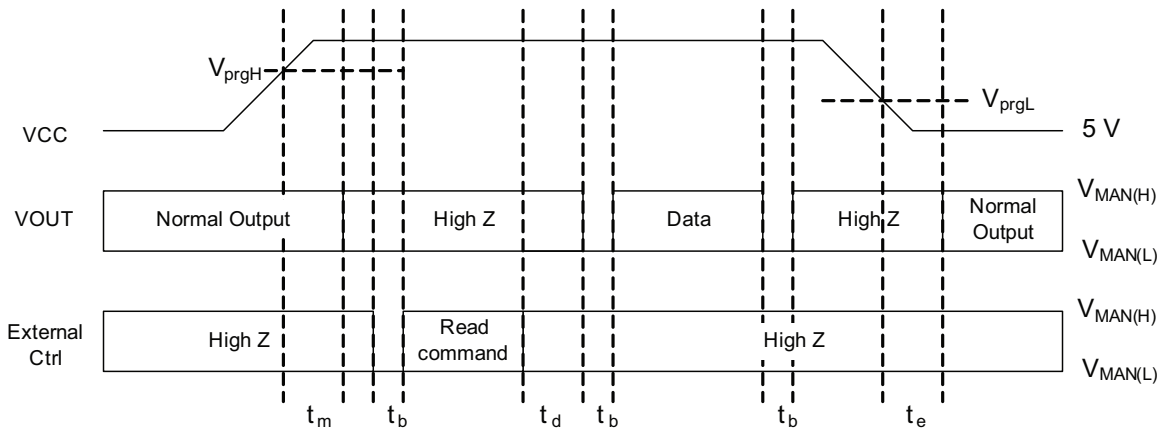 VprgH
VprgL
VCC
5 V
VMAN(H)
VOUT
Normal Output
High Z
Data
High Z
Normal
Output
VMAN(L)
VMAN(H)
External
Ctrl
High Z
Read
command
High Z
VMAN(L)
tm
tb
td
tb
tb
te